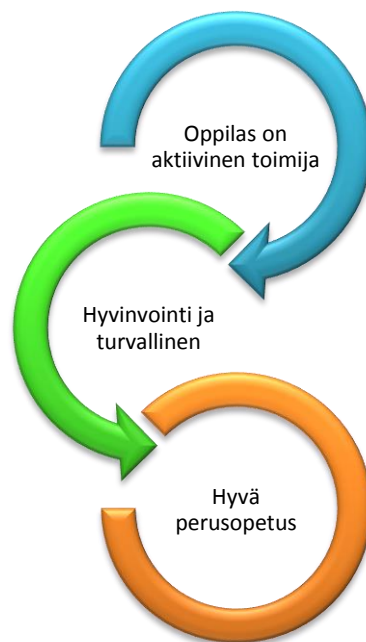 Oppilas on
aktiivinen toimija
Hyvinvointi ja
turvallinen
Hyvä
perusopetus